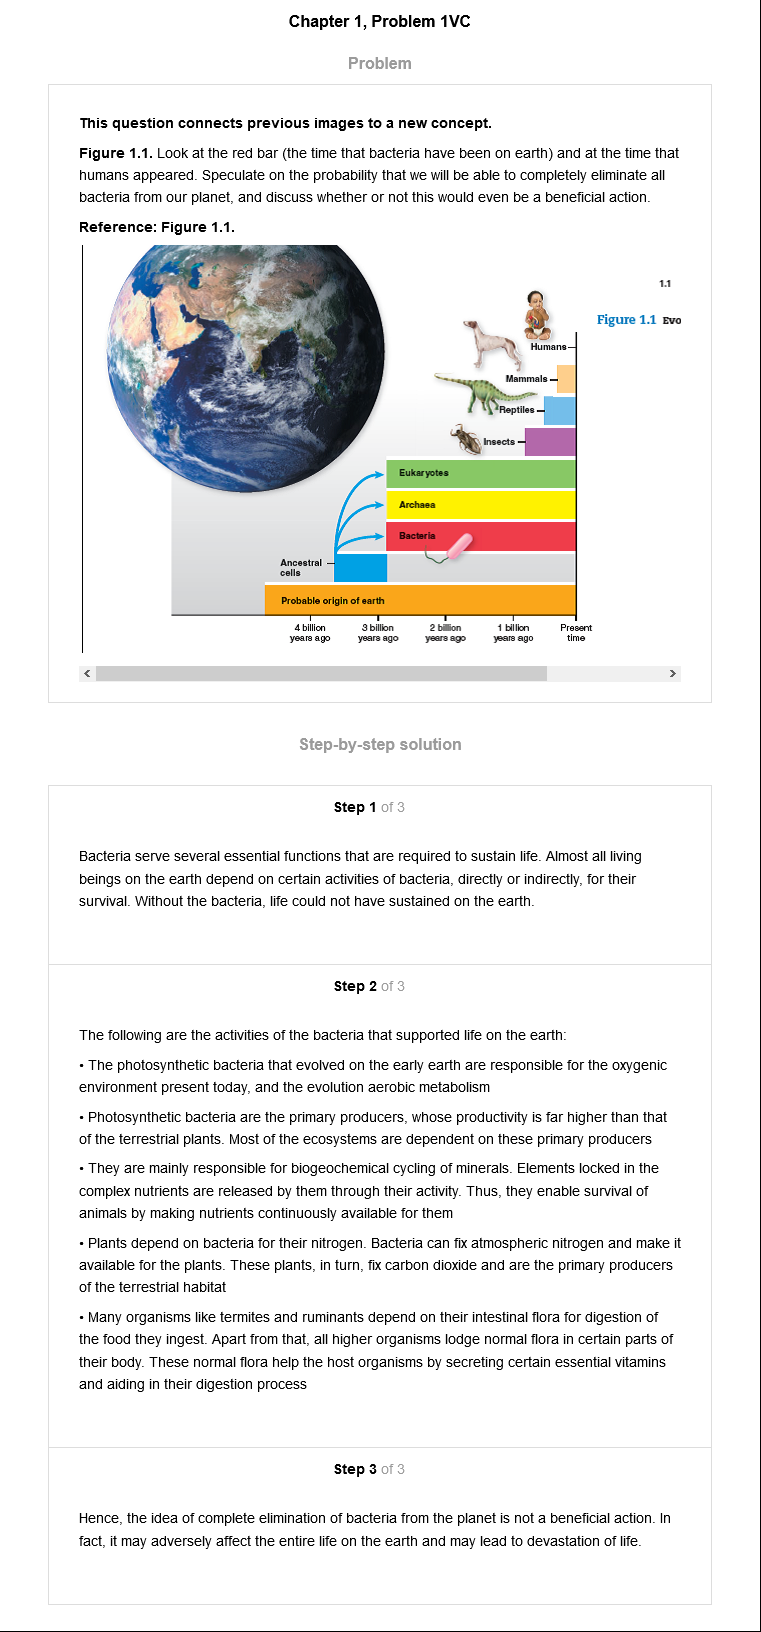 Chapter 1, Problem 1VC
Problem
This question connects previous images to a new concept.
Figure 1.1. Look at the red bar (the time that bacteria have been on earth) and at the time that
humans appeared. Speculate on the probability that we will be able to completely eliminate all
bacteria from our planet, and discuss whether or not this would even be a beneficial action.
Reference: Figure 1.1.
1.1
Figure 1.1 Evo
Humans
Mammals
Reptiles
Insects
Eukaryotes
Archaea
Bacteria
Ancestral
cells
Probable origin of earth
4 billion
years ago
3 billion
years ago
2 billion
years ago
1 billion
years ago
Present
time
Step-by-step solution
Step 1 of 3
Bacteria serve several essential functions that are required to sustain life. Almost all living
beings on the earth depend on certain activities of bacteria, directly or indirectly, for their
survival. Without the bacteria, life could not have sustained on the earth.
Step 2 of 3
The following are the activities of the bacteria that supported life on the earth:
• The photosynthetic bacteria that evolved on the early earth are responsible for the oxygenic
environment present today, and the evolution aerobic metabolism
• Photosynthetic bacteria are the primary producers, whose productivity is far higher than that
of the terrestrial plants. Most of the ecosystems are dependent on these primary producers
• They are mainly responsible for biogeochemical cycling of minerals. Elements locked in the
complex nutrients are released by them through their activity. Thus, they enable survival of
animals by making nutrients continuously available for them
• Plants depend on bacteria for their nitrogen. Bacteria can fix atmospheric nitrogen and make it
available for the plants. These plants, in turn, fix carbon dioxide and are the primary producers
of the terrestrial habitat
• Many organisms like termites and ruminants depend on their intestinal flora for digestion of
the food they ingest. Apart from that, all higher organisms lodge normal flora in certain parts of
their body. These normal flora help the host organisms by secreting certain essential vitamins
and aiding in their digestion process
Step 3 of 3
Hence, the idea of complete elimination of bacteria from the planet is not a beneficial action. In
fact, it may adversely affect the entire life on the earth and may lead to devastation of life.